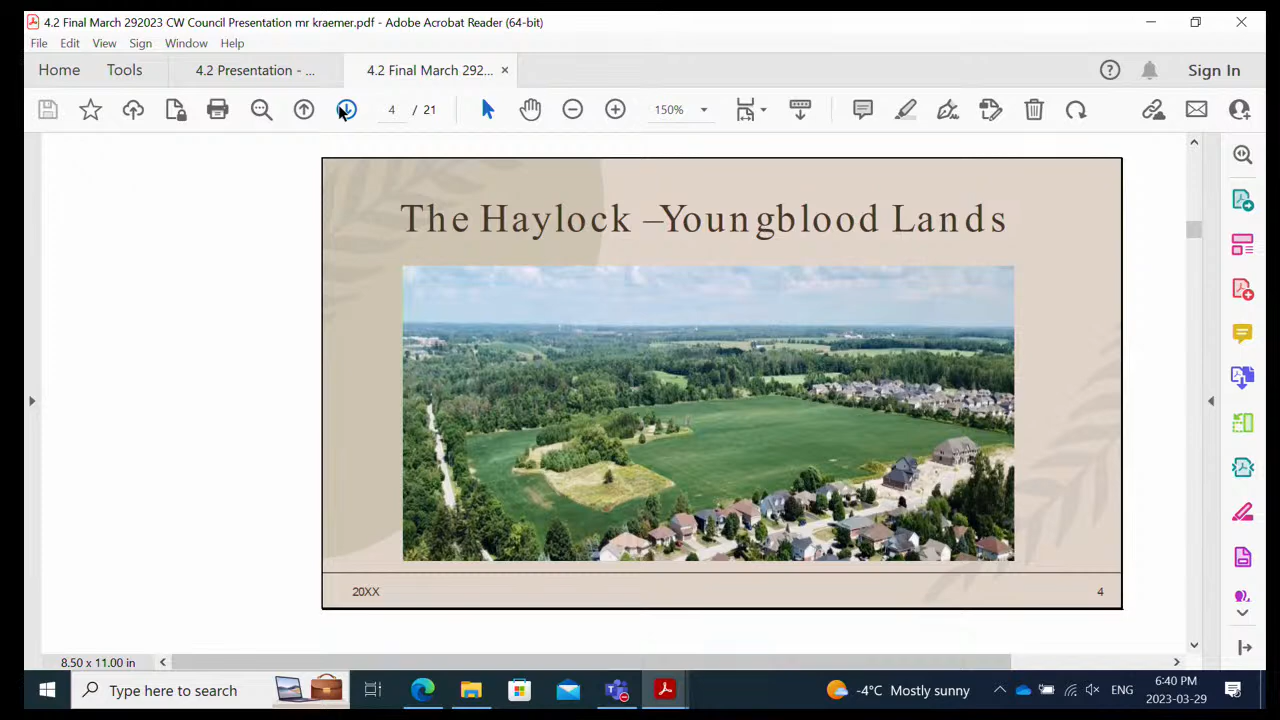 4.2 Final March 292023 CW Council Presentation mr kraemer.pdf - Adobe Acrobat Reader (64-bit)
File Edit View Sign Window Help
Home Tools 4.2 Presentation - ... 4.2 Final March 292... × Sign In
4 / 21 150%
The Haylock –Youngblood Lands
20XX 4
8.50 x 11.00 in
Type here to search -4°C Mostly sunny ENG 6:40 PM
2023-03-29